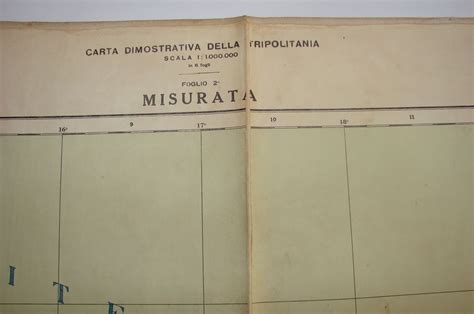 CARTA DIMOSTRATIVA DELLA TRIPOLITANIA
SCALA 1:1.000.000
in 6 fogli
FOGLIO 2°
MISURATA
16° 9 17° 10 18° 11
I T E